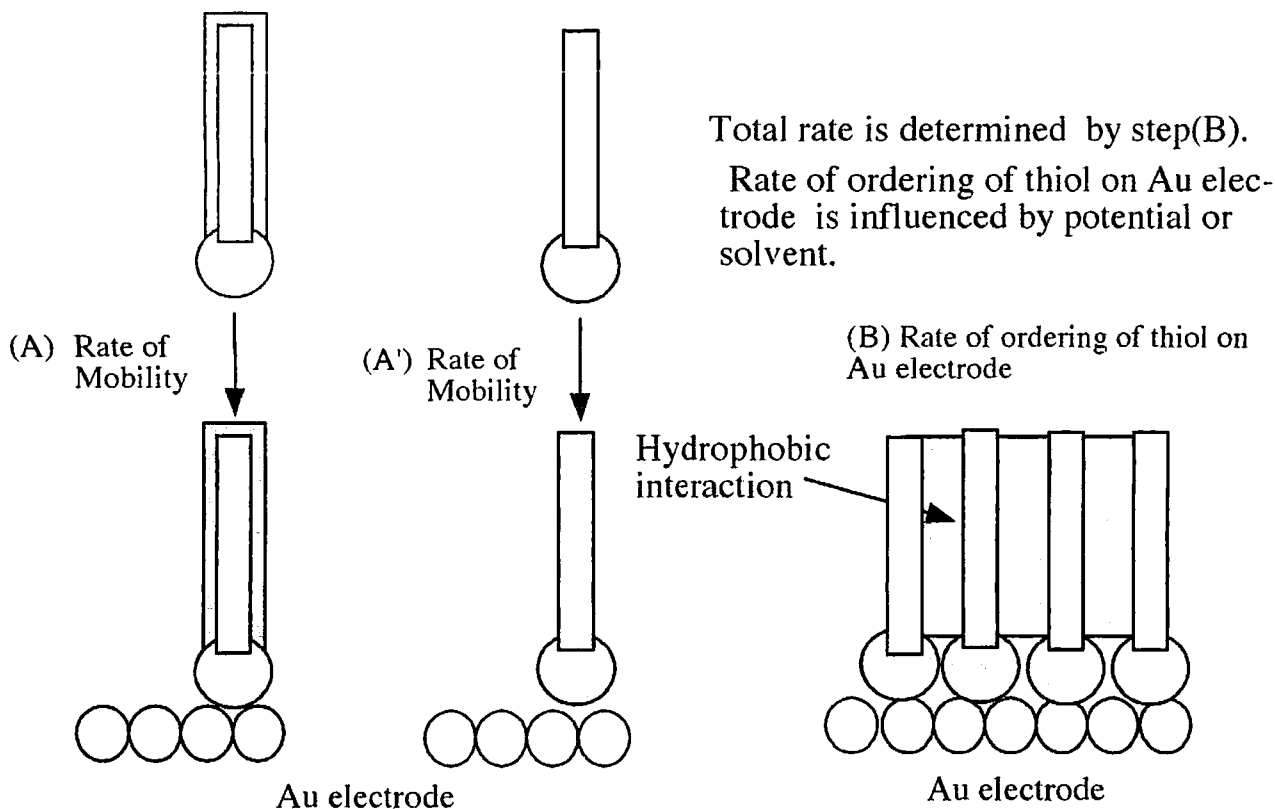 Total rate is determined by step(B).
Rate of ordering of thiol on Au elec-
trode is influenced by potential or
solvent.
(A) Rate of
Mobility
(A') Rate of
Mobility
(B) Rate of ordering of thiol on
Au electrode
Hydrophobic
interaction
Au electrode
Au electrode